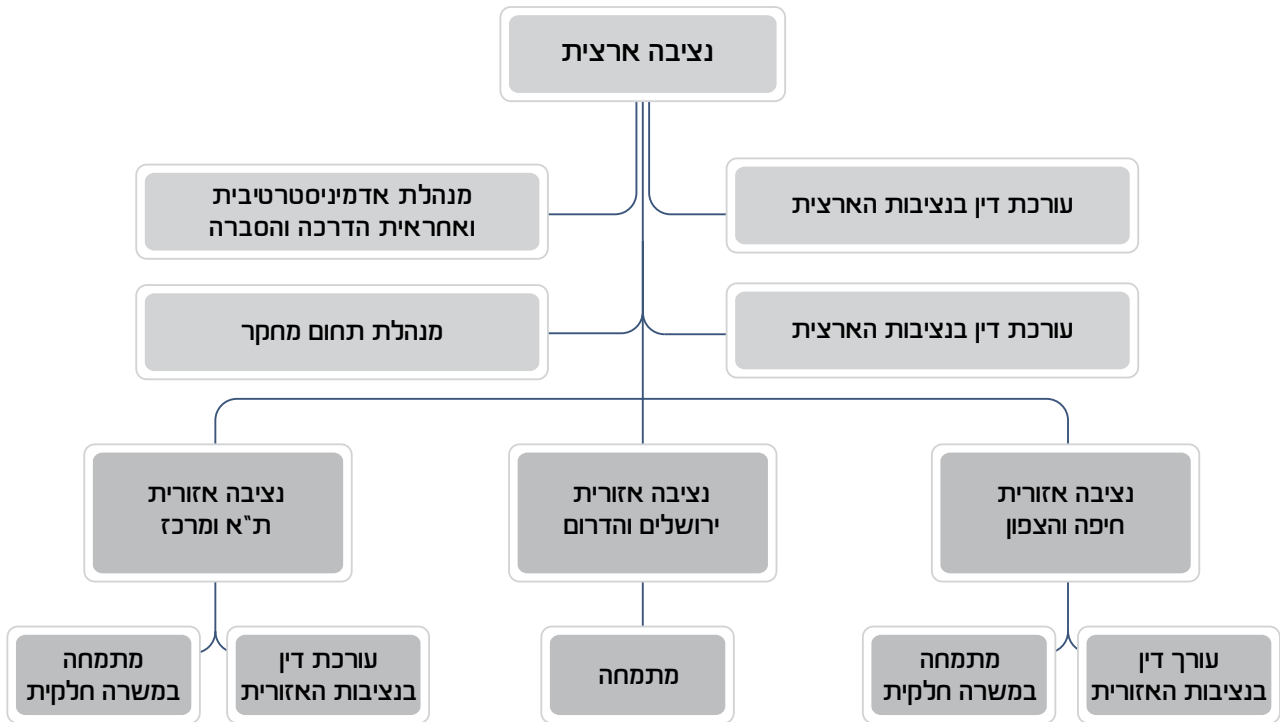 נציבה ארצית
עורכת דין בנציבות הארצית
מנהלת אדמיניסטרטיבית
ואחראית הדרכה והסברה
עורכת דין בנציבות הארצית
מנהלת תחום מחקר
נציבה אזורית
חיפה והצפון
נציבה אזורית
ירושלים והדרום
נציבה אזורית
ת"א ומרכז
עורך דין
בנציבות האזורית
מתמחה
במשרה חלקית
מתמחה
עורכת דין
בנציבות האזורית
מתמחה
במשרה חלקית